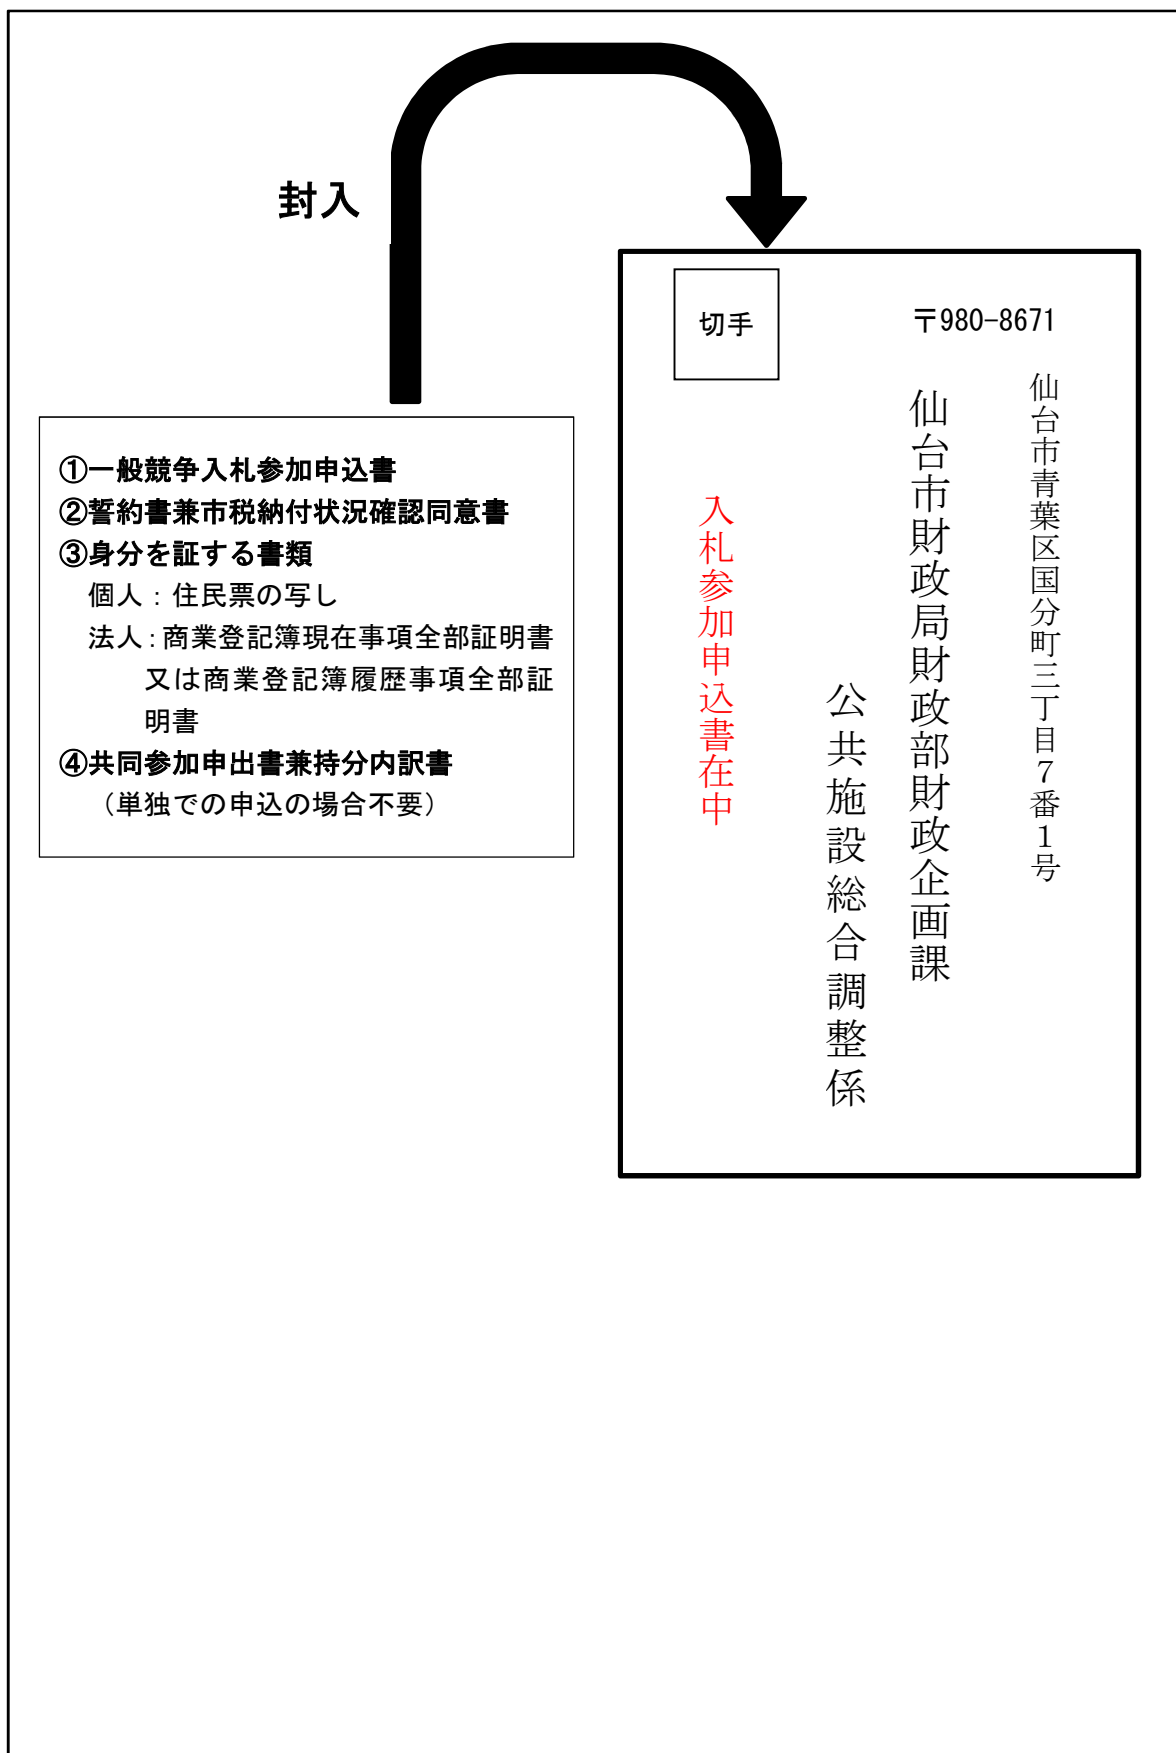 封入
①一般競争入札参加申込書
②誓約書兼市税納付状況確認同意書
③身分を証する書類
個人：住民票の写し
法人：商業登記簿現在事項全部証明書
又は商業登記簿履歴事項全部証
明書
④共同参加申出書兼持分内訳書
（単独での申込の場合不要）
切手
〒980-8671
仙台市青葉区国分町三丁目７番１号
仙台市財政局財政部財政企画課
公共施設総合調整係
入札参加申込書在中